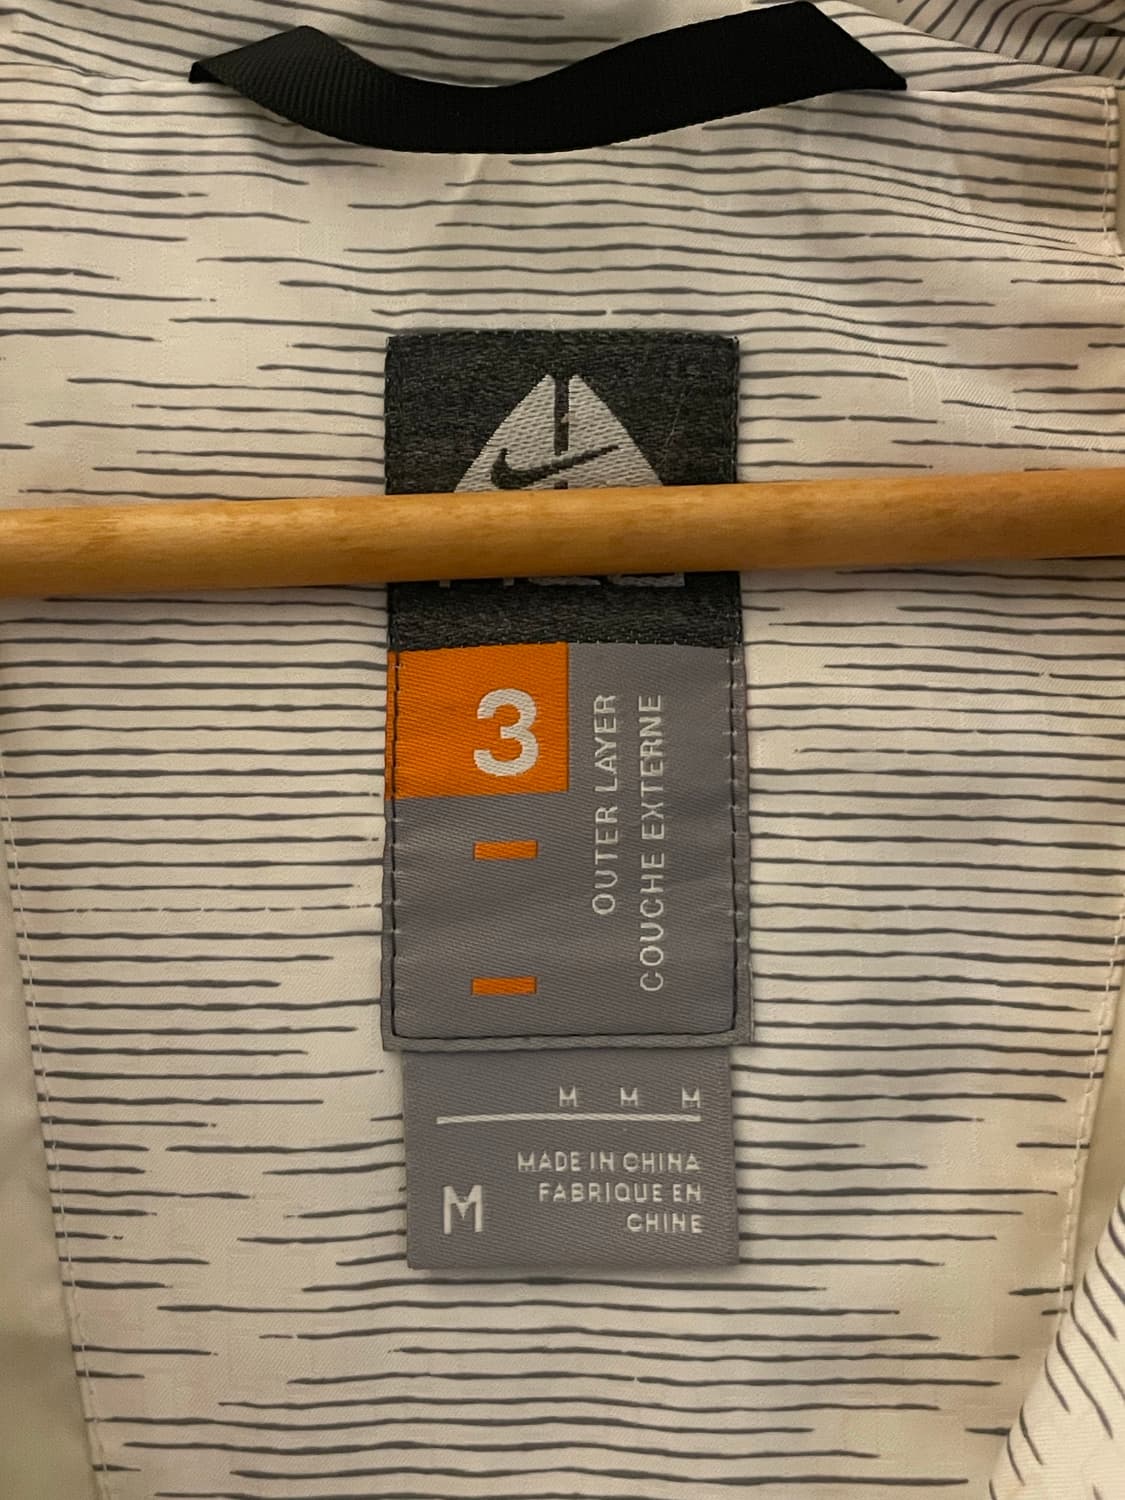 3
OUTER LAYER
COUCHE EXTERNE
M M M
MADE IN CHINA
FABRIQUE EN
CHINE
M